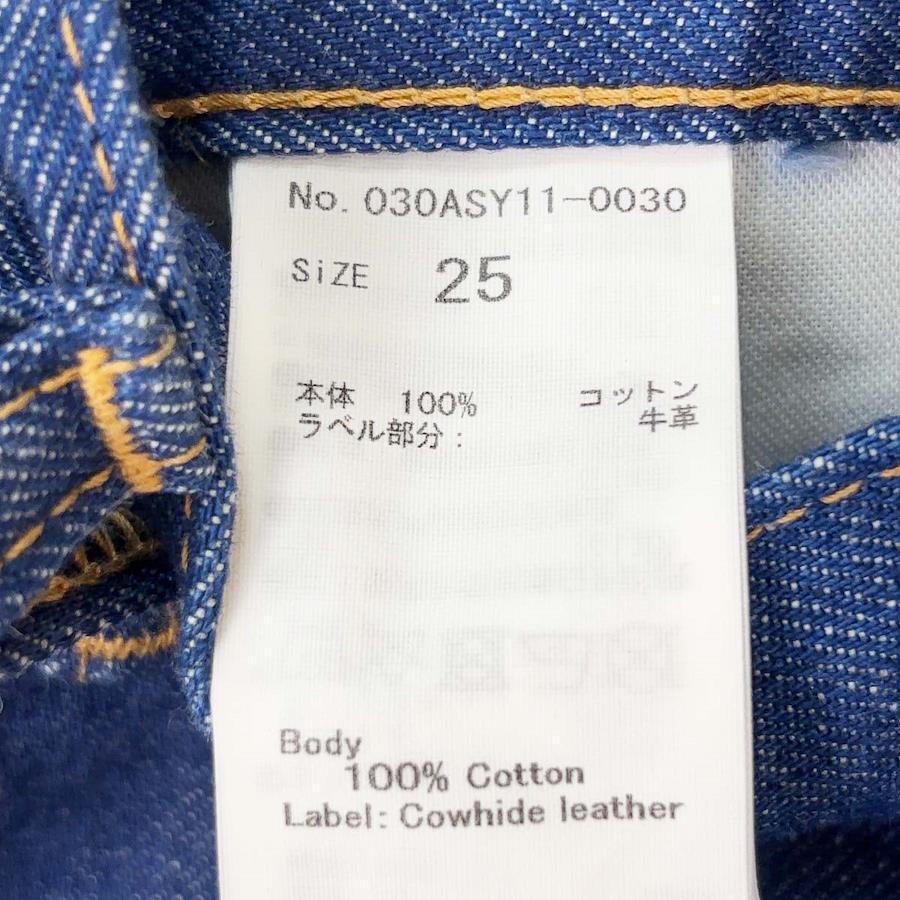 No. 030ASY11-0030
SiZE 25
本体 100% コットン
ラベル部分: 牛革
Body
100% Cotton
Label: Cowhide leather